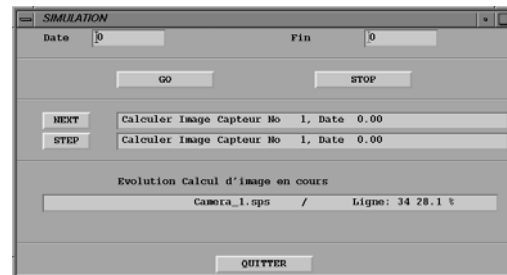 SIMULATION
Date 0 Fin 0
GO STOP
NEXT Calculer Image Capteur No 1, Date 0.00
STEP Calculer Image Capteur No 1, Date 0.00
Evolution Calcul d'image en cours
Camera_1.sps / Ligne: 34 28.1 %
QUITTER